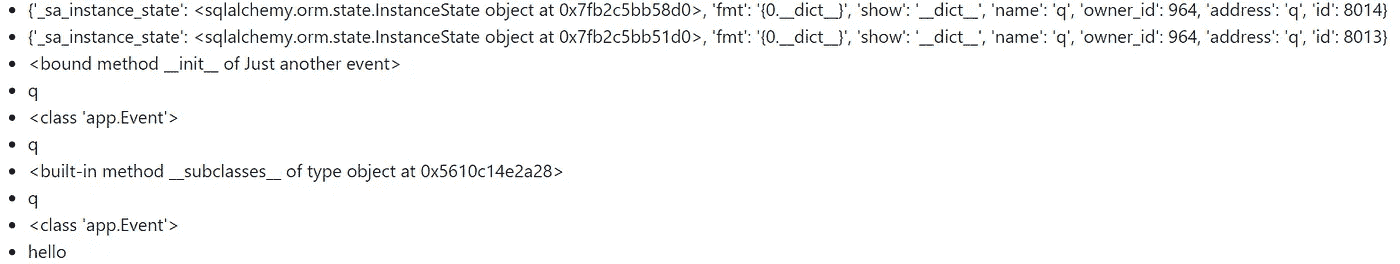 • {'_sa_instance_state': <sqlalchemy.orm.state.InstanceState object at 0x7fb2c5bb58d0>, 'fmt': '{0.__dict__}', 'show': '__dict__', 'name': 'q', 'owner_id': 964, 'address': 'q', 'id': 8014}
• {'_sa_instance_state': <sqlalchemy.orm.state.InstanceState object at 0x7fb2c5bb51d0>, 'fmt': '{0.__dict__}', 'show': '__dict__', 'name': 'q', 'owner_id': 964, 'address': 'q', 'id': 8013}
• <bound method __init__ of Just another event>
• q
• <class 'app.Event'>
• q
• <built-in method __subclasses__ of type object at 0x5610c14e2a28>
• q
• <class 'app.Event'>
• hello